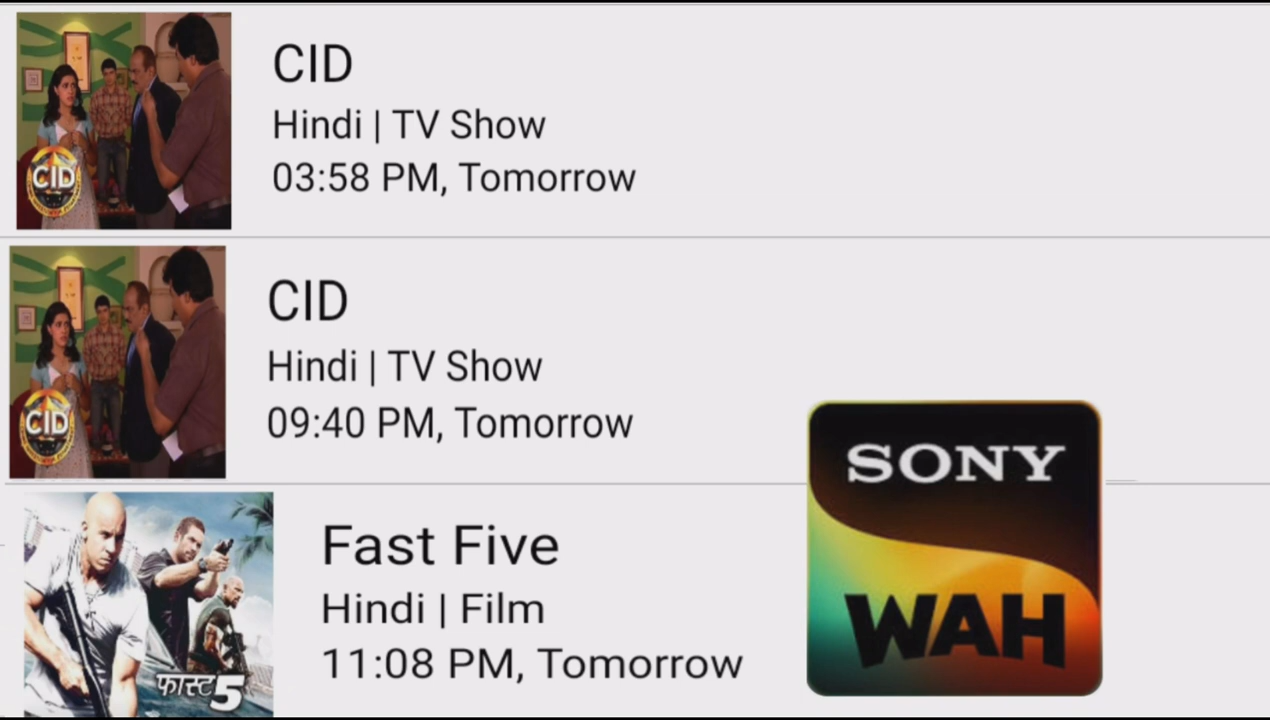 CID
Hindi | TV Show
03:58 PM, Tomorrow
CID
CID
Hindi | TV Show
09:40 PM, Tomorrow
CID
Fast Five
Hindi | Film
11:08 PM, Tomorrow
फास्ट 5
SONY
WAH